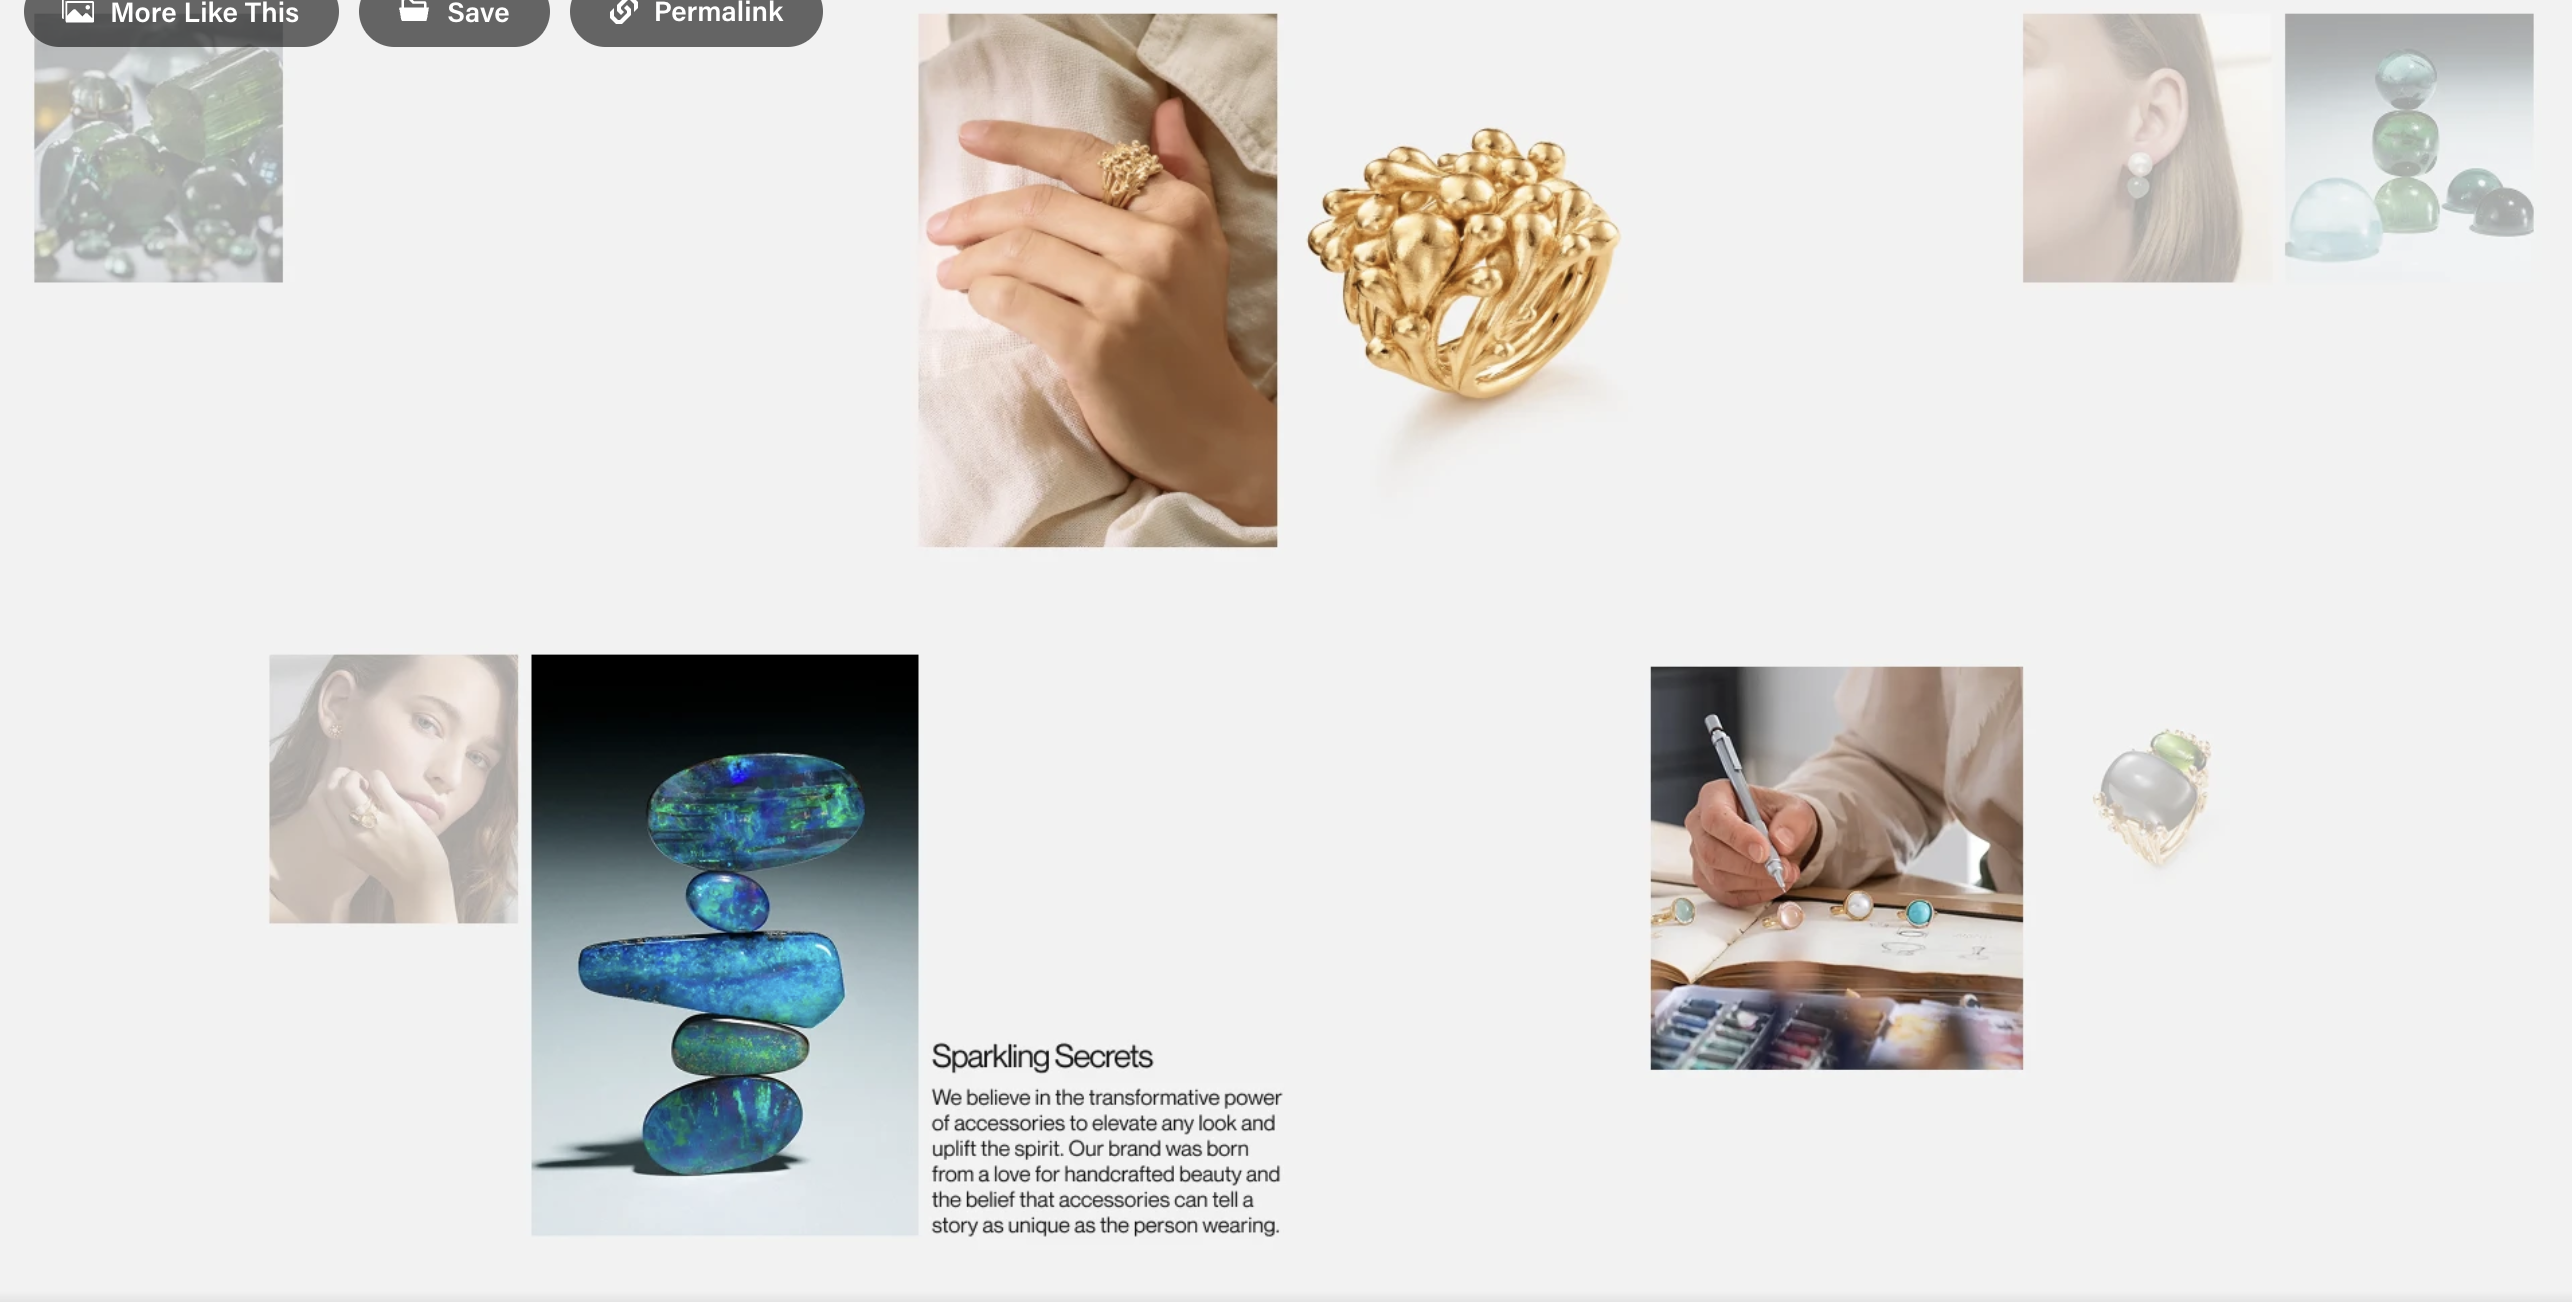 More Like This
Save
Permalink
Sparkling Secrets
We believe in the transformative power
of accessories to elevate any look and
uplift the spirit. Our brand was born
from a love for handcrafted beauty and
the belief that accessories can tell a
story as unique as the person wearing.